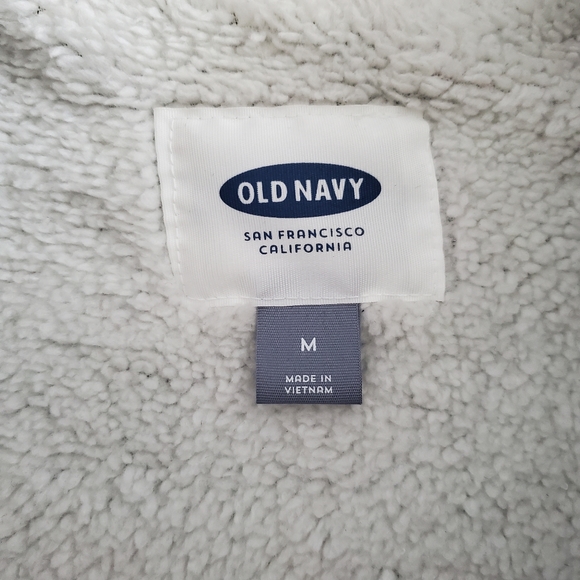 OLD NAVY
SAN FRANCISCO
CALIFORNIA
M
MADE IN
VIETNAM